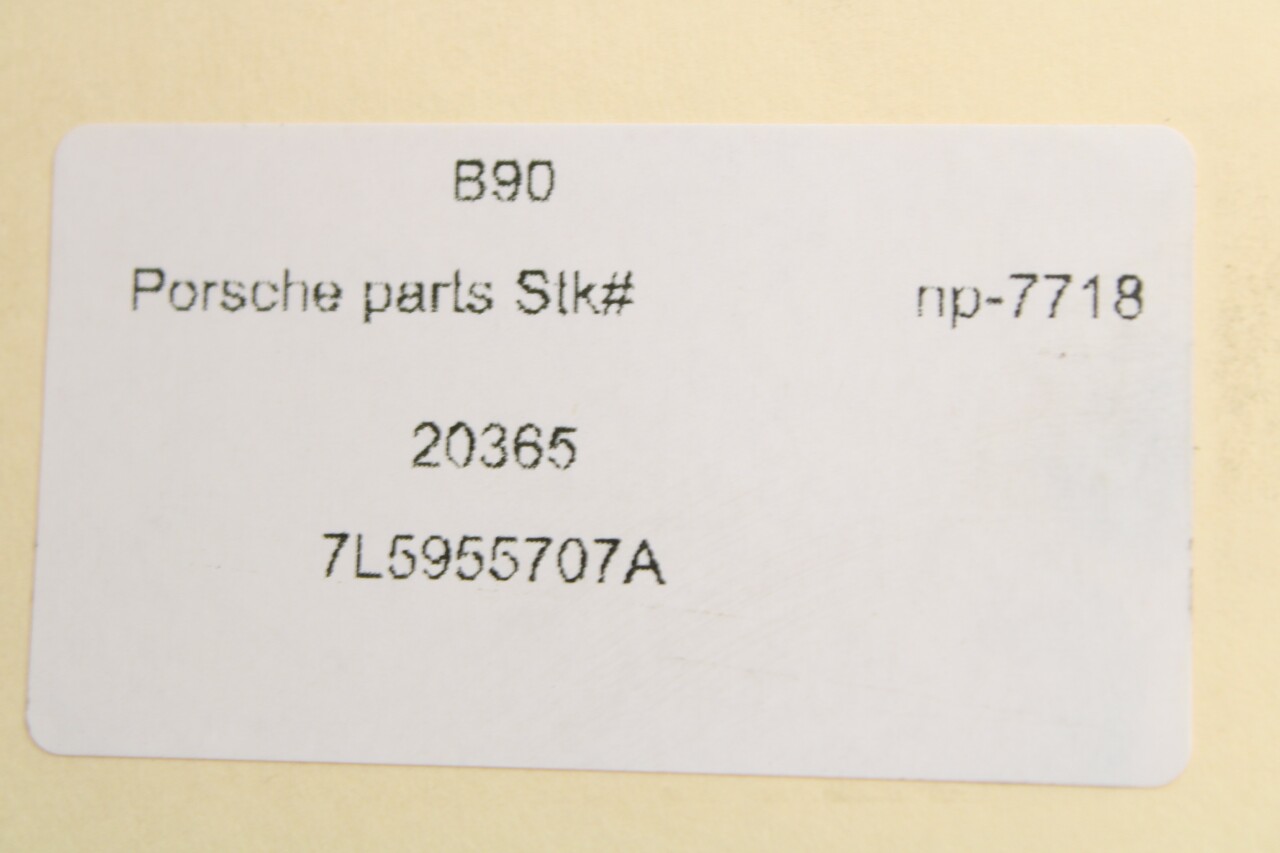 B90
Porsche parts Stk# np-7718
20365
7L5955707A